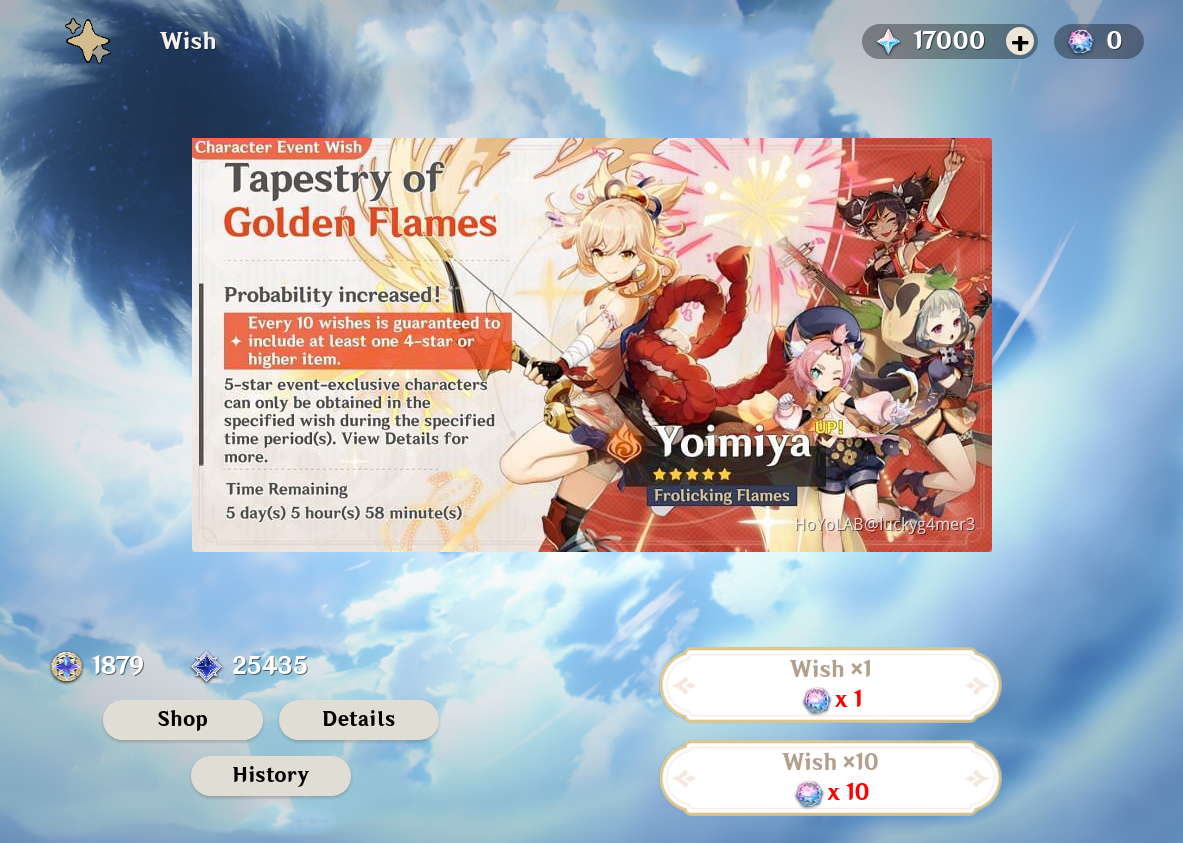 Wish
17000
0
Character Event Wish
Tapestry of
Golden Flames
Probability increased!
Every 10 wishes is guaranteed to
include at least one 4-star or
higher item.
5-star event-exclusive characters
can only be obtained in the
specified wish during the specified
time period(s). View Details for
more.
Time Remaining
5 day(s) 5 hour(s) 58 minute(s)
UP!
Yoimiya
Frolicking Flames
HoYoLAB@luckyg4mer3
1879
25435
Shop
Details
History
Wish ×1
x 1
Wish ×10
x 10